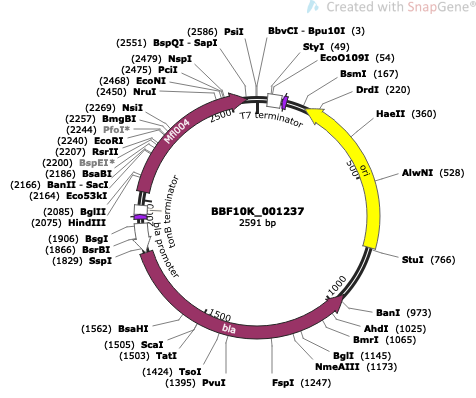 Created with SnapGene®
(2586) PsiI
BbvCI - Bpu10I (3)
(2551) BspQI - SapI
StyI (49)
(2479) NspI
EcoO109I (54)
(2475) PciI
BsmI (167)
(2468) EcoNI
DrdI (220)
(2450) NruI
HaeII (360)
(2269) NsiI
(2257) BmgBI
(2244) PfoI*
(2240) EcoRI
(2207) RsrII
(2200) BspEI*
(2186) BsaBI
(2166) BanII - SacI
(2164) Eco53kI
AlwNI (528)
(2085) BglII
(2075) HindIII
(1906) BsgI
(1866) BsrBI
(1829) SspI
StuI (766)
BanI (973)
AhdI (1025)
BmrI (1065)
BglI (1145)
NmeAIII (1173)
FspI (1247)
(1562) BsaHI
(1505) ScaI
(1503) TatI
(1424) TsoI
(1395) PvuI
T7 terminator
2500
Mfl004
ori
500
1000
1500
bla
bla promoter
tonB terminator
BBF10K_001237
2591 bp